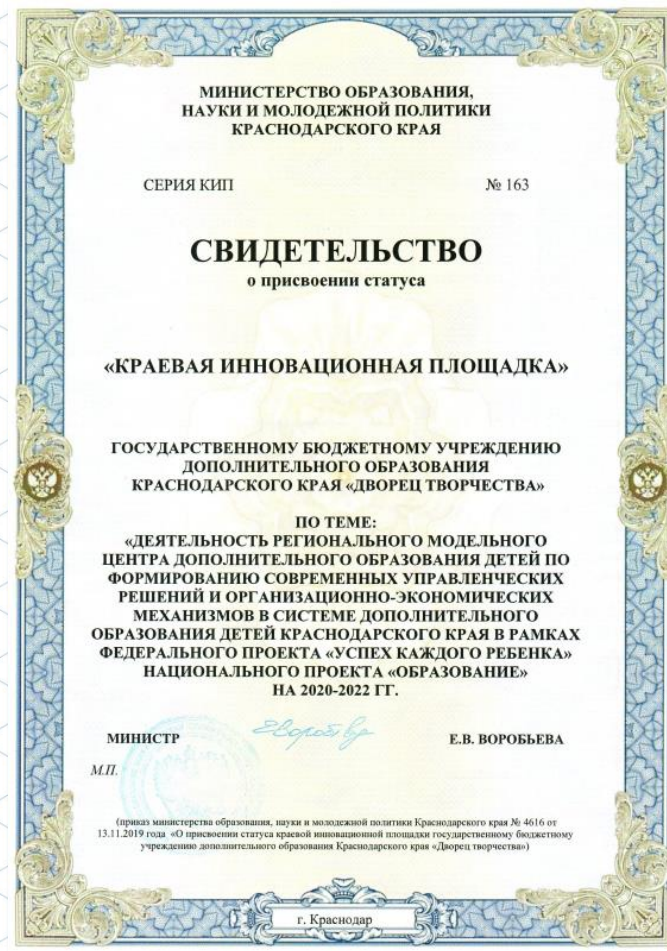 МИНИСТЕРСТВО ОБРАЗОВАНИЯ,
НАУКИ И МОЛОДЕЖНОЙ ПОЛИТИКИ
КРАСНОДАРСКОГО КРАЯ
СЕРИЯ КИП № 163
СВИДЕТЕЛЬСТВО
о присвоении статуса
«КРАЕВАЯ ИННОВАЦИОННАЯ ПЛОЩАДКА»
ГОСУДАРСТВЕННОМУ БЮДЖЕТНОМУ УЧРЕЖДЕНИЮ
ДОПОЛНИТЕЛЬНОГО ОБРАЗОВАНИЯ
КРАСНОДАРСКОГО КРАЯ «ДВОРЕЦ ТВОРЧЕСТВА»
ПО ТЕМЕ:
«ДЕЯТЕЛЬНОСТЬ РЕГИОНАЛЬНОГО МОДЕЛЬНОГО
ЦЕНТРА ДОПОЛНИТЕЛЬНОГО ОБРАЗОВАНИЯ ДЕТЕЙ ПО
ФОРМИРОВАНИЮ СОВРЕМЕННЫХ УПРАВЛЕНЧЕСКИХ
РЕШЕНИЙ И ОРГАНИЗАЦИОННО-ЭКОНОМИЧЕСКИХ
МЕХАНИЗМОВ В СИСТЕМЕ ДОПОЛНИТЕЛЬНОГО
ОБРАЗОВАНИЯ ДЕТЕЙ КРАСНОДАРСКОГО КРАЯ В РАМКАХ
ФЕДЕРАЛЬНОГО ПРОЕКТА «УСПЕХ КАЖДОГО РЕБЕНКА»
НАЦИОНАЛЬНОГО ПРОЕКТА «ОБРАЗОВАНИЕ»
НА 2020-2022 ГГ.
МИНИСТР Е.В. ВОРОБЬЕВА
М.П.
(приказ министерства образования, науки и молодежной политики Краснодарского края № 4616 от
13.11.2019 года «О присвоении статуса краевой инновационной площадки государственному бюджетному
учреждению дополнительного образования Краснодарского края «Дворец творчества»)
г. Краснодар